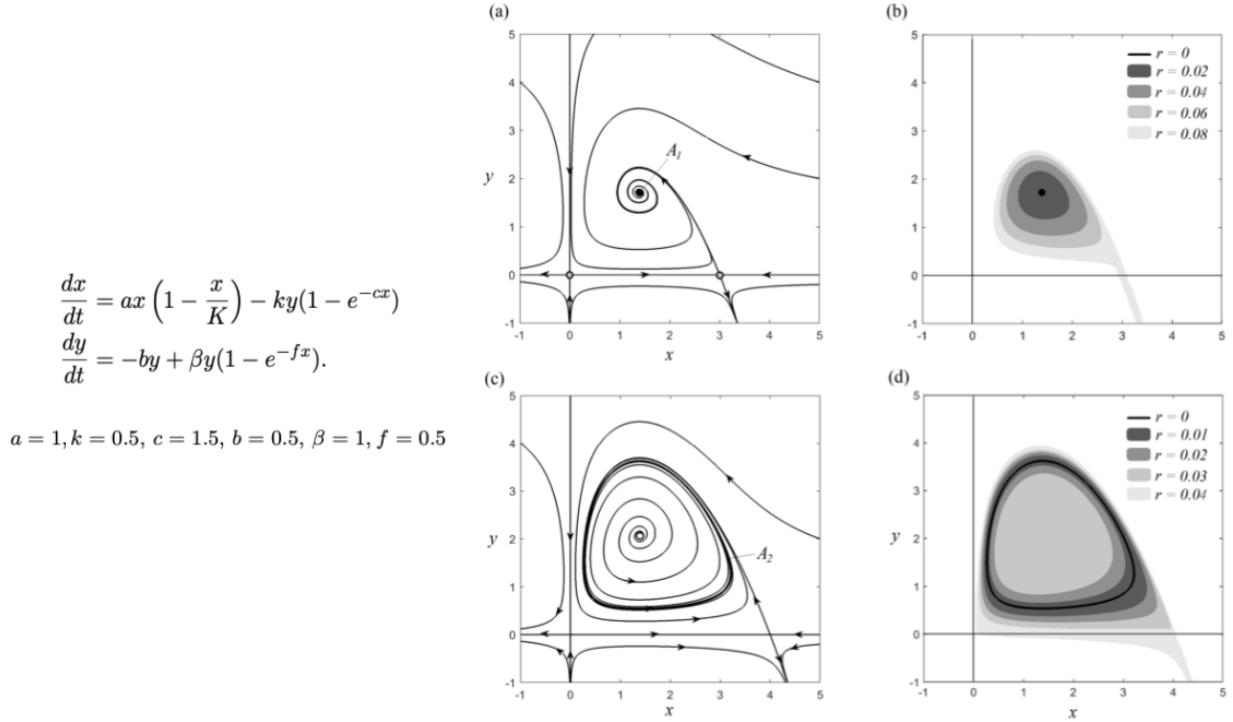 dx/dt = ax (1 − x/K) − ky(1 − e^{−cx})
dy/dt = −by + βy(1 − e^{−fx}).
a = 1, k = 0.5, c = 1.5, b = 0.5, β = 1, f = 0.5
(a)
5
4
3
y 2
1
0
-1
-1 0 1 2 3 4 5
x
A₁
(b)
5
4
3
2
1
0
-1
-1 0 1 2 3 4 5
r = 0
r = 0.02
r = 0.04
r = 0.06
r = 0.08
(c)
5
4
3
y 2
1
0
-1
-1 0 1 2 3 4 5
x
A₂
(d)
5
4
3
y 2
1
0
-1
-1 0 1 2 3 4 5
x
r = 0
r = 0.01
r = 0.02
r = 0.03
r = 0.04